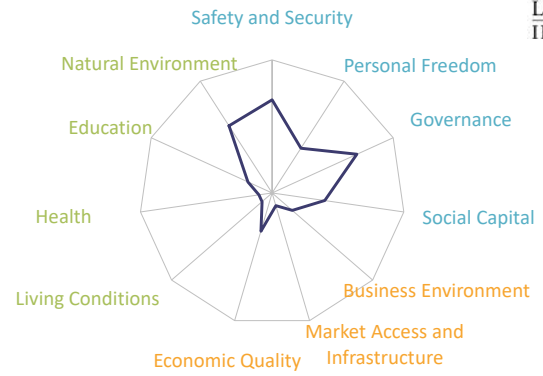 Safety and Security
Natural Environment
Personal Freedom
Education
Governance
Health
Social Capital
Living Conditions
Business Environment
Economic Quality
Market Access and
Infrastructure